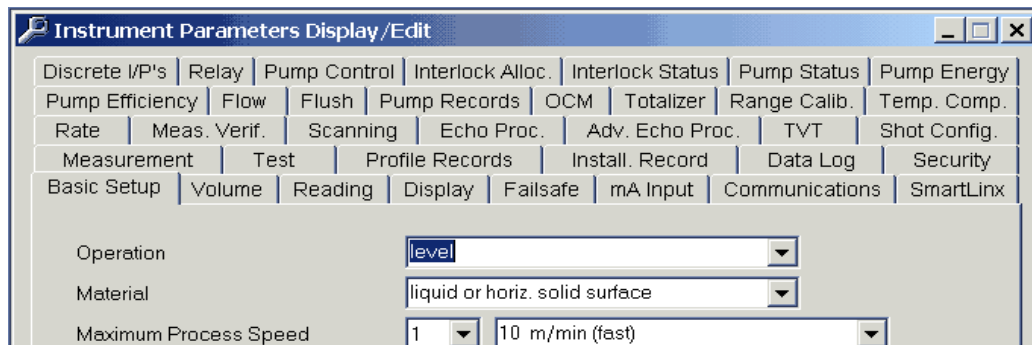 Instrument Parameters Display/Edit
Discrete I/P's Relay Pump Control Interlock Alloc. Interlock Status Pump Status Pump Energy
Pump Efficiency Flow Flush Pump Records OCM Totalizer Range Calib. Temp. Comp.
Rate Meas. Verif. Scanning Echo Proc. Adv. Echo Proc. TVT Shot Config.
Measurement Test Profile Records Install. Record Data Log Security
Basic Setup Volume Reading Display Failsafe mA Input Communications SmartLinx
Operation level
Material liquid or horiz. solid surface
Maximum Process Speed 1 10 m/min (fast)